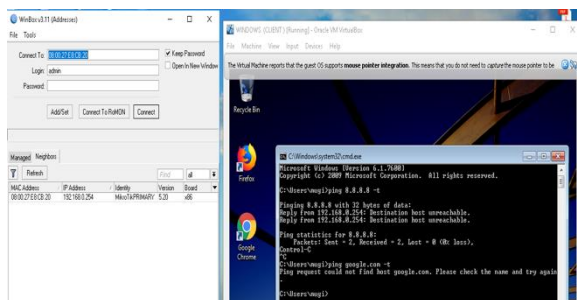 WinBox v3.11 (Addresses)
File Tools
Connect To: 08:00:27:E8:CB:20
Keep Password
Login: admin
Open In New Window
Password:
Add/Set
Connect To RoMON
Connect
Managed
Neighbors
Refresh
Find
all
MAC Address
IP Address
Identity
Version
Board
08:00:27:E8:CB:20
192.168.0.254
MikroTikPRIMARY
5.20
x86
WINDOWS (CLIENT) [Running] - Oracle VM VirtualBox
File Machine View Input Devices Help
The Virtual Machine reports that the guest OS supports mouse pointer integration. This means that you do not need to capture the mouse pointer to be
Recycle Bin
Firefox
Google
Chrome
C:\Windows\system32\cmd.exe
Microsoft Windows [Version 6.1.7600]
Copyright (c) 2009 Microsoft Corporation. All rights reserved.
C:\Users\mugi>ping 8.8.8.8 -t
Pinging 8.8.8.8 with 32 bytes of data:
Reply from 192.168.0.254: Destination host unreachable.
Reply from 192.168.0.254: Destination host unreachable.
Ping statistics for 8.8.8.8:
Packets: Sent = 2, Received = 2, Lost = 0 (0% loss),
Control-C
^C
C:\Users\mugi>ping google.com -t
Ping request could not find host google.com. Please check the name and try again
.
C:\Users\mugi>